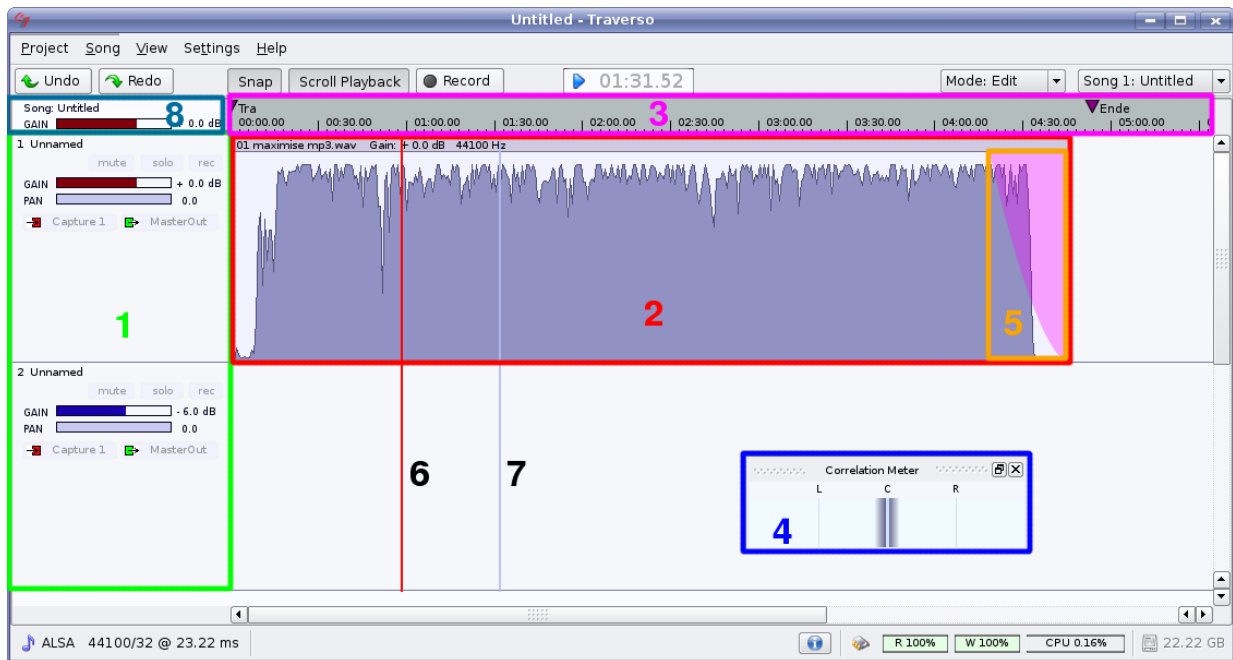 Untitled - Traverso
Project Song View Settings Help
Undo Redo Snap Scroll Playback Record 01:31.52 Mode: Edit Song 1: Untitled
Song: Untitled
GAIN 0.0 dB
8
Tra Ende
3
00:00.00 00:30.00 01:00.00 01:30.00 02:00.00 02:30.00 03:00.00 03:30.00 04:00.00 04:30.00 05:00.00
1 Unnamed
mute solo rec
GAIN + 0.0 dB
PAN 0.0
Capture 1 MasterOut
01 maximise mp3.wav Gain: + 0.0 dB 44100 Hz
1
2
5
2 Unnamed
mute solo rec
GAIN - 6.0 dB
PAN 0.0
Capture 1 MasterOut
6
7
Correlation Meter
L C R
4
ALSA 44100/32 @ 23.22 ms R 100% W 100% CPU 0.16% 22.22 GB